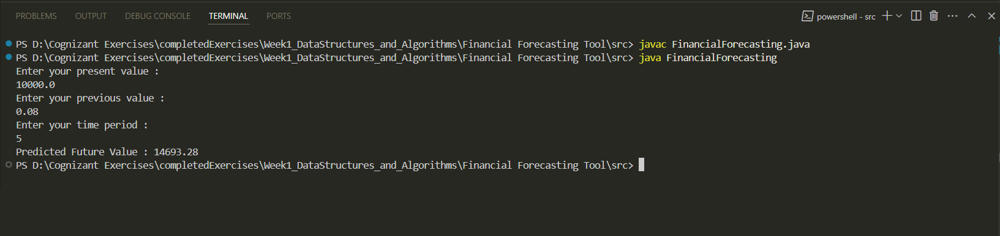 PROBLEMS OUTPUT DEBUG CONSOLE TERMINAL PORTS powershell - src
PS D:\Cognizant Exercises\completedExercises\Week1_DataStructures_and_Algorithms\Financial Forecasting Tool\src> javac FinancialForecasting.java
PS D:\Cognizant Exercises\completedExercises\Week1_DataStructures_and_Algorithms\Financial Forecasting Tool\src> java FinancialForecasting
Enter your present value :
10000.0
Enter your previous value :
0.08
Enter your time period :
5
Predicted Future Value : 14693.28
PS D:\Cognizant Exercises\completedExercises\Week1_DataStructures_and_Algorithms\Financial Forecasting Tool\src>